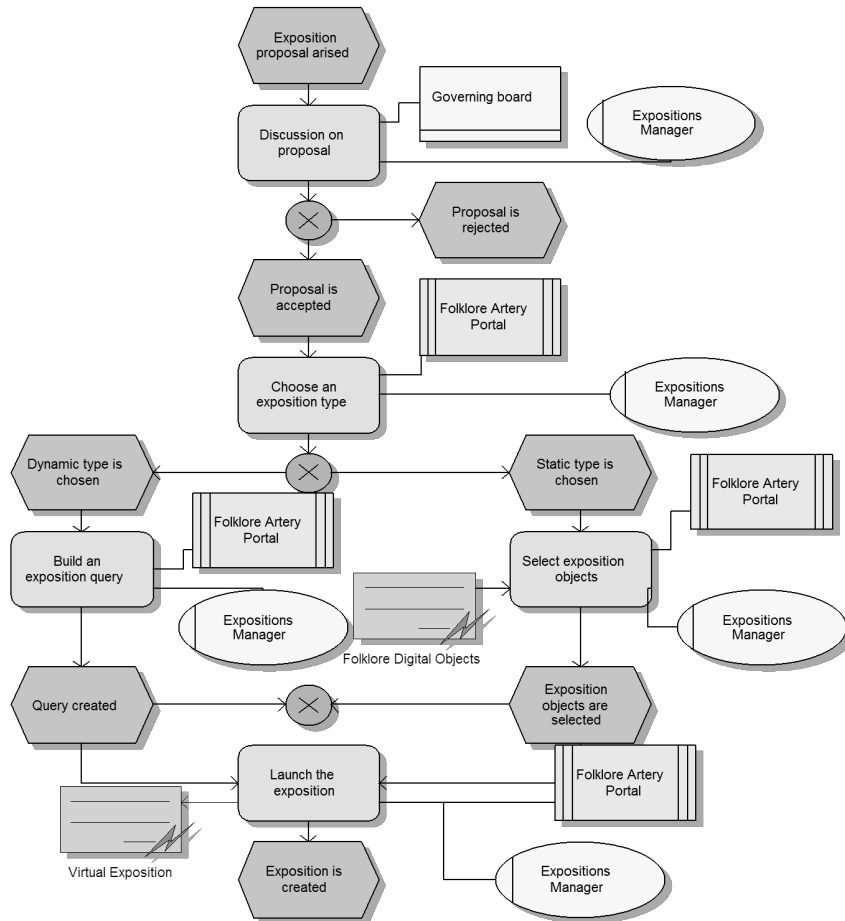 Exposition
proposal arised
Governing board
Expositions
Manager
Discussion on
proposal
Proposal is
rejected
Proposal is
accepted
Folklore Artery
Portal
Choose an
exposition type
Expositions
Manager
Dynamic type is
chosen
Static type is
chosen
Folklore Artery
Portal
Folklore Artery
Portal
Build an
exposition query
Select exposition
objects
Expositions
Manager
Expositions
Manager
Folklore Digital Objects
Query created
Exposition
objects are
selected
Launch the
exposition
Folklore Artery
Portal
Virtual Exposition
Exposition is
created
Expositions
Manager